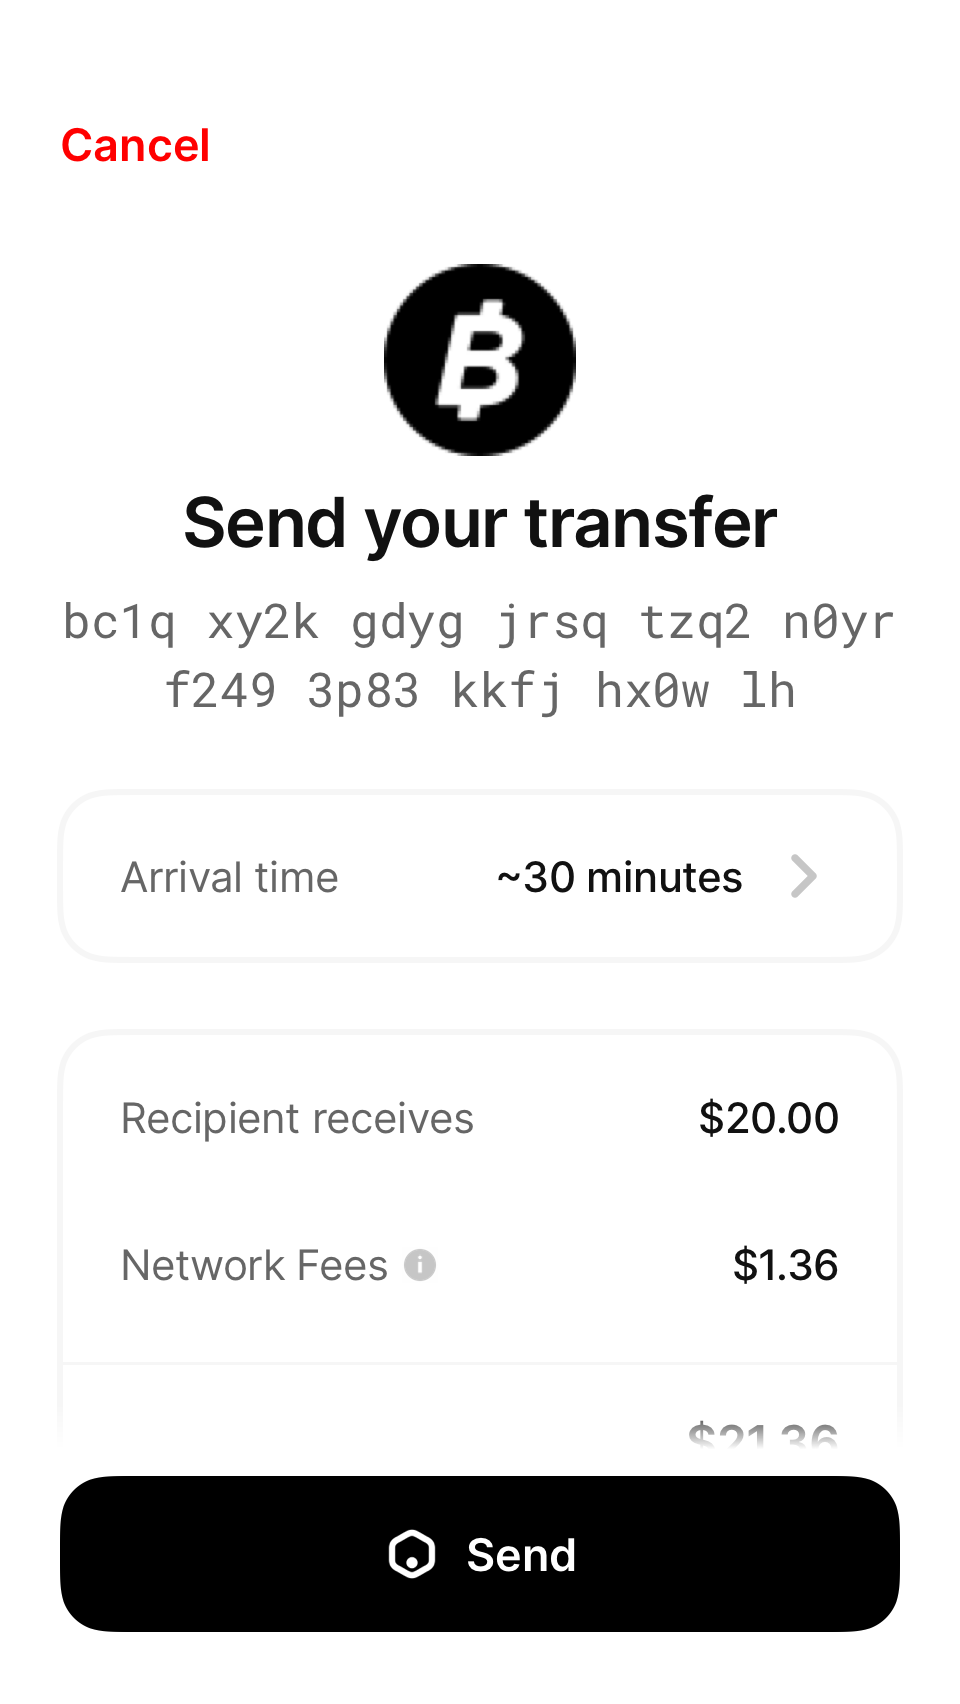 Cancel
Send your transfer
bc1q xy2k gdyg jrsq tzq2 n0yr
f249 3p83 kkfj hx0w lh
Arrival time ~30 minutes
Recipient receives $20.00
Network Fees $1.36
$21.36
Send